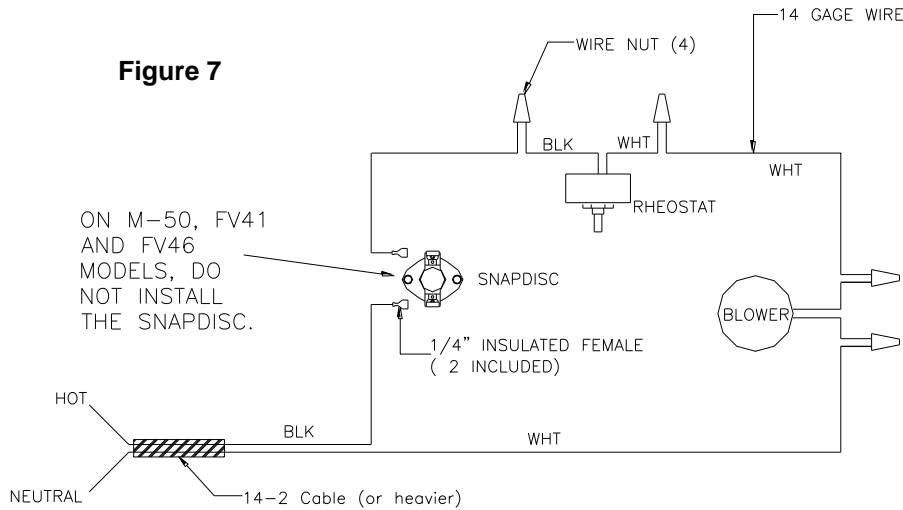 14 GAGE WIRE
WIRE NUT (4)
Figure 7
BLK
WHT
WHT
RHEOSTAT
ON M-50, FV41
AND FV46
MODELS, DO
NOT INSTALL
THE SNAPDISC.
SNAPDISC
BLOWER
1/4" INSULATED FEMALE
( 2 INCLUDED)
HOT
BLK
WHT
NEUTRAL
14-2 Cable (or heavier)